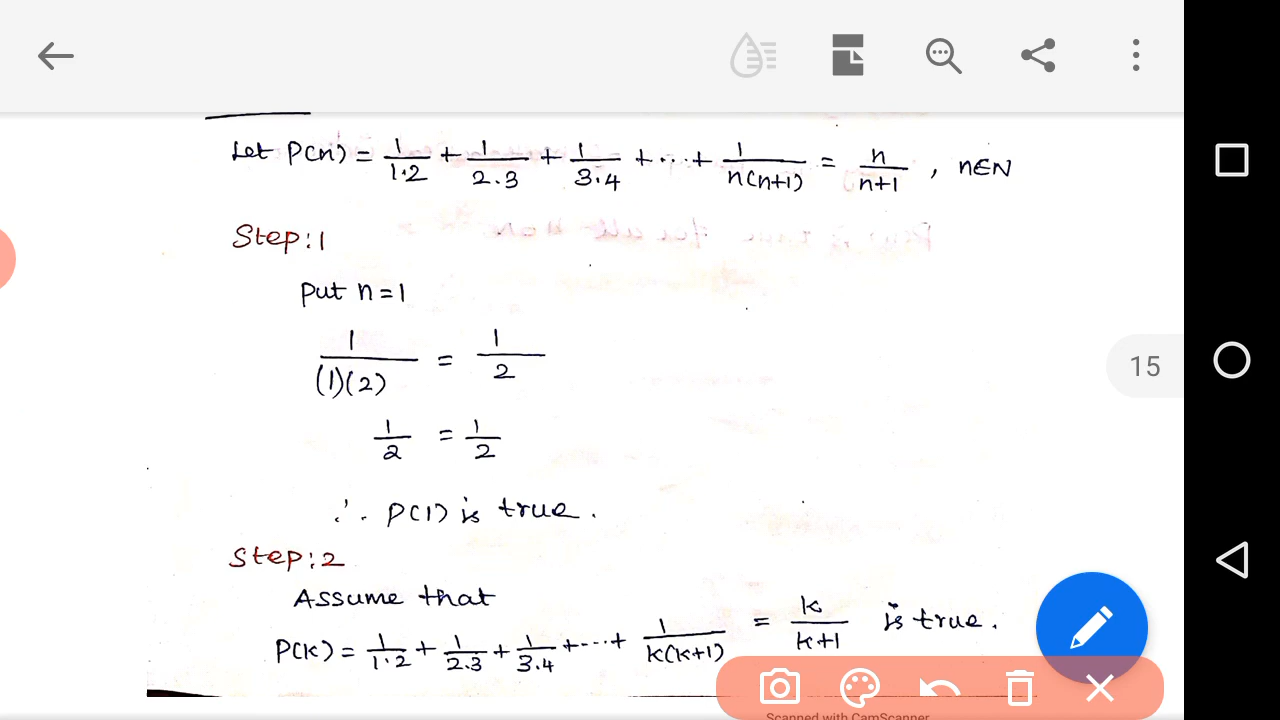 Let P(n) = 1/1·2 + 1/2·3 + 1/3·4 + ··· + 1/n(n+1) = n/n+1 , n∈N
Step:1
Put n=1
1/(1)(2) = 1/2
1/2 = 1/2
∴ P(1) is true.
15
Step:2
Assume that
P(k) = 1/1·2 + 1/2·3 + 1/3·4 + ···· + 1/k(k+1) = k/k+1 is true.
Scanned with CamScanner